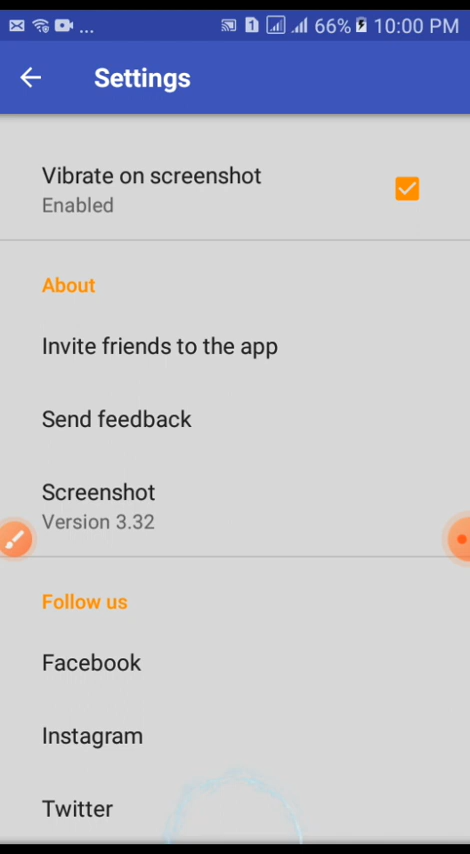 ... 1 66% 10:00 PM
Settings
Vibrate on screenshot
Enabled
About
Invite friends to the app
Send feedback
Screenshot
Version 3.32
Follow us
Facebook
Instagram
Twitter